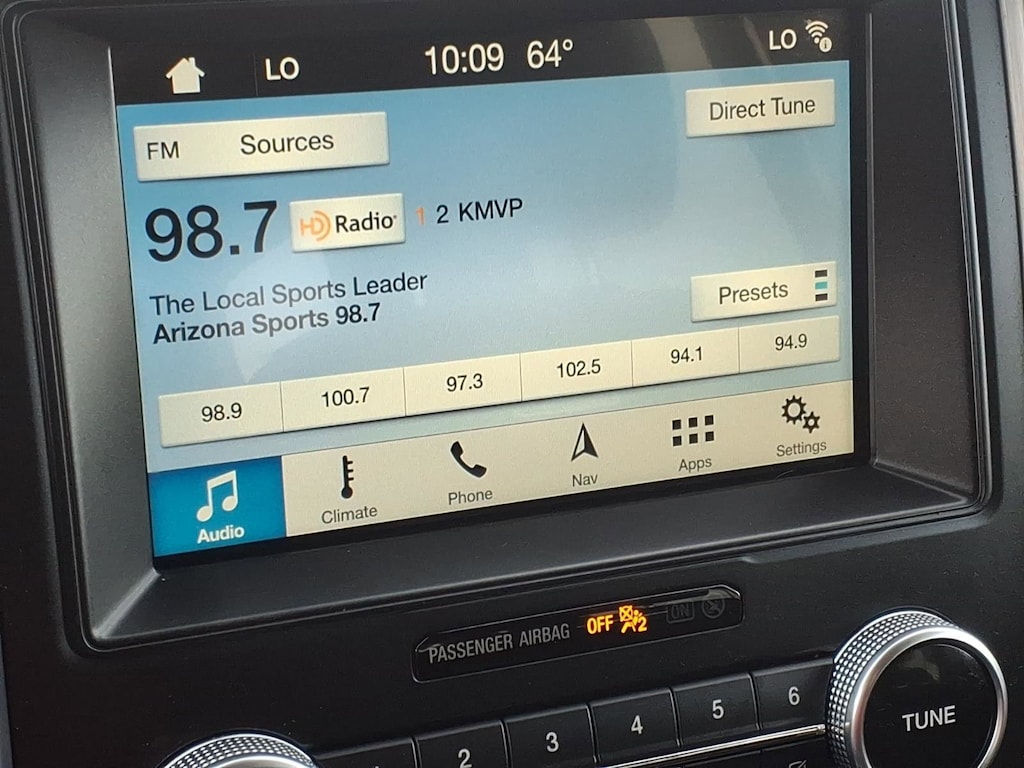 LO 10:09 64° LO
FM Sources
Direct Tune
98.7 HD Radio® 1 2 KMVP
The Local Sports Leader
Arizona Sports 98.7
Presets
98.9 100.7 97.3 102.5 94.1 94.9
Audio Climate Phone Nav Apps Settings
PASSENGER AIRBAG OFF 2 ON
2 3 4 5 6
TUNE